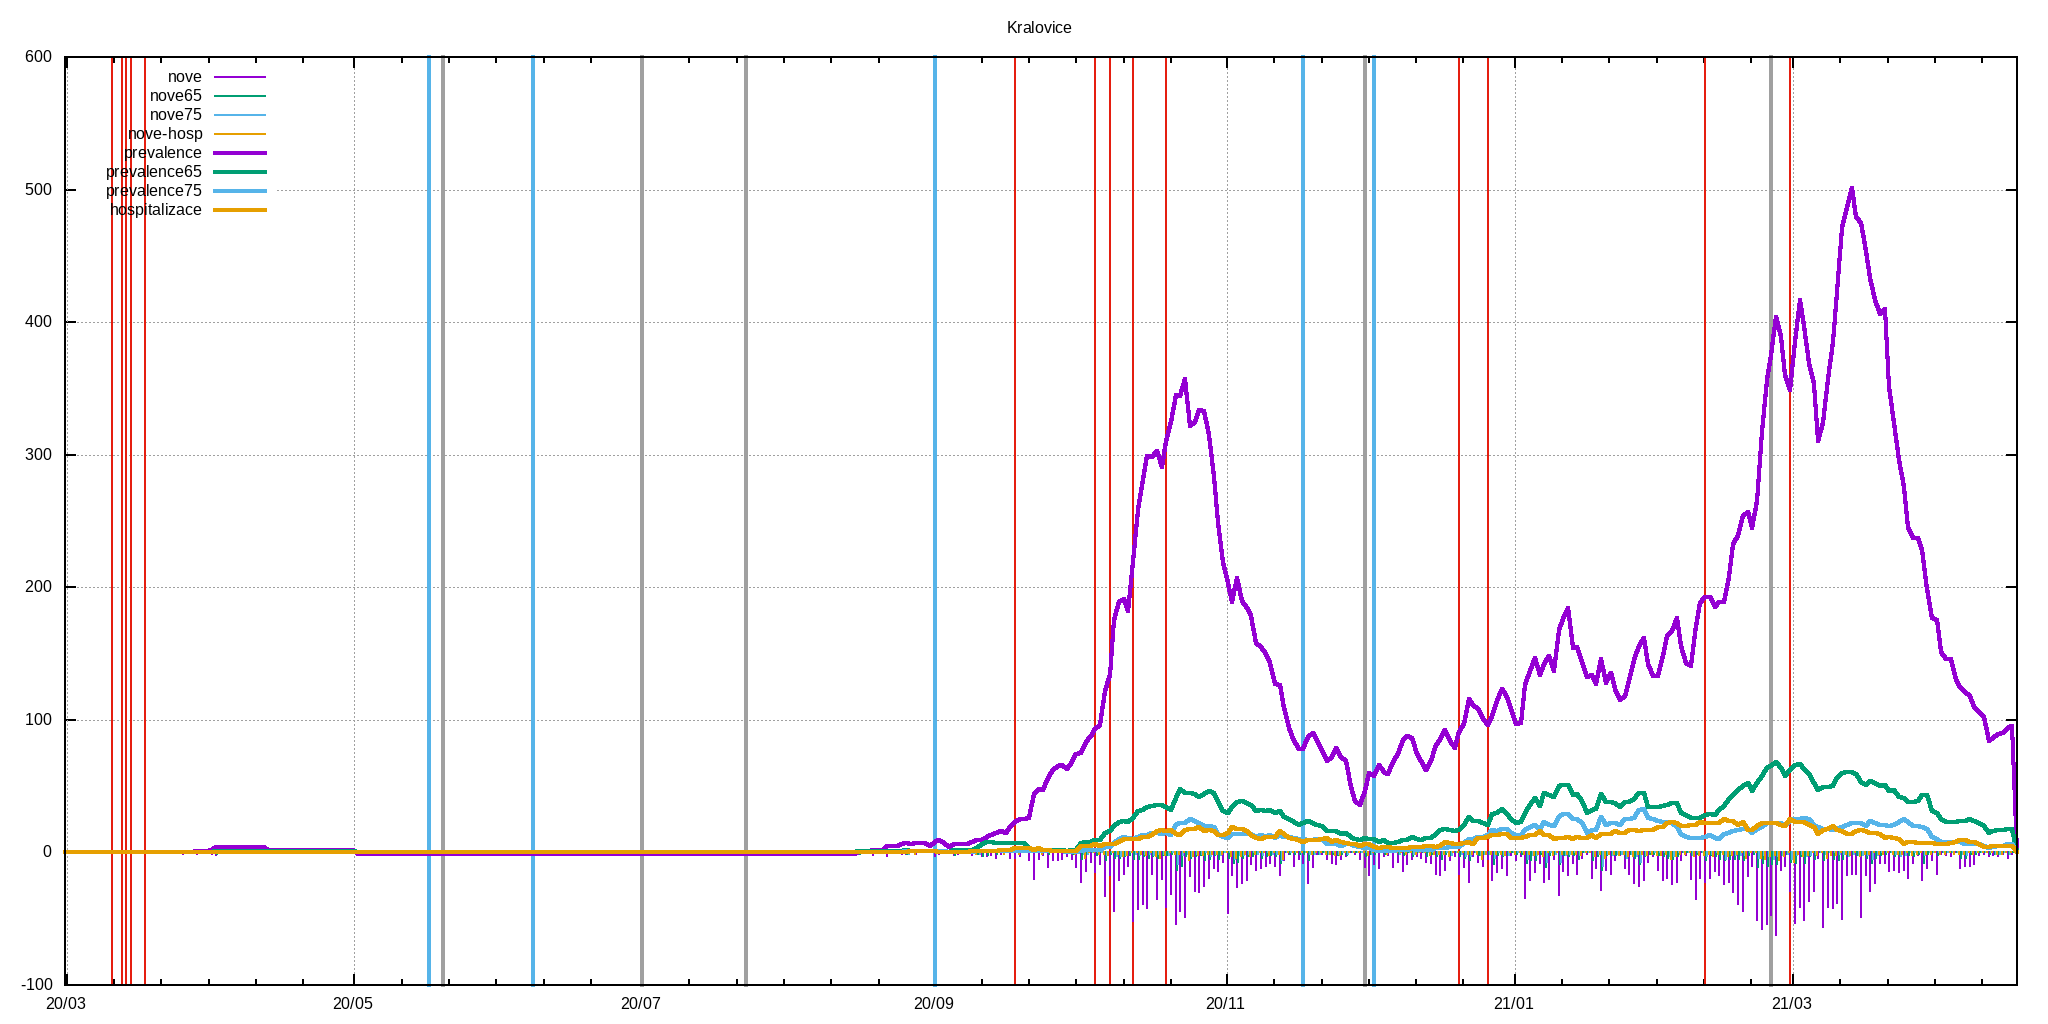 Kralovice
600
500
400
300
200
100
0
-100
nove
nove65
nove75
nove-hosp
prevalence
prevalence65
prevalence75
hospitalizace
20/03 20/05 20/07 20/09 20/11 21/01 21/03